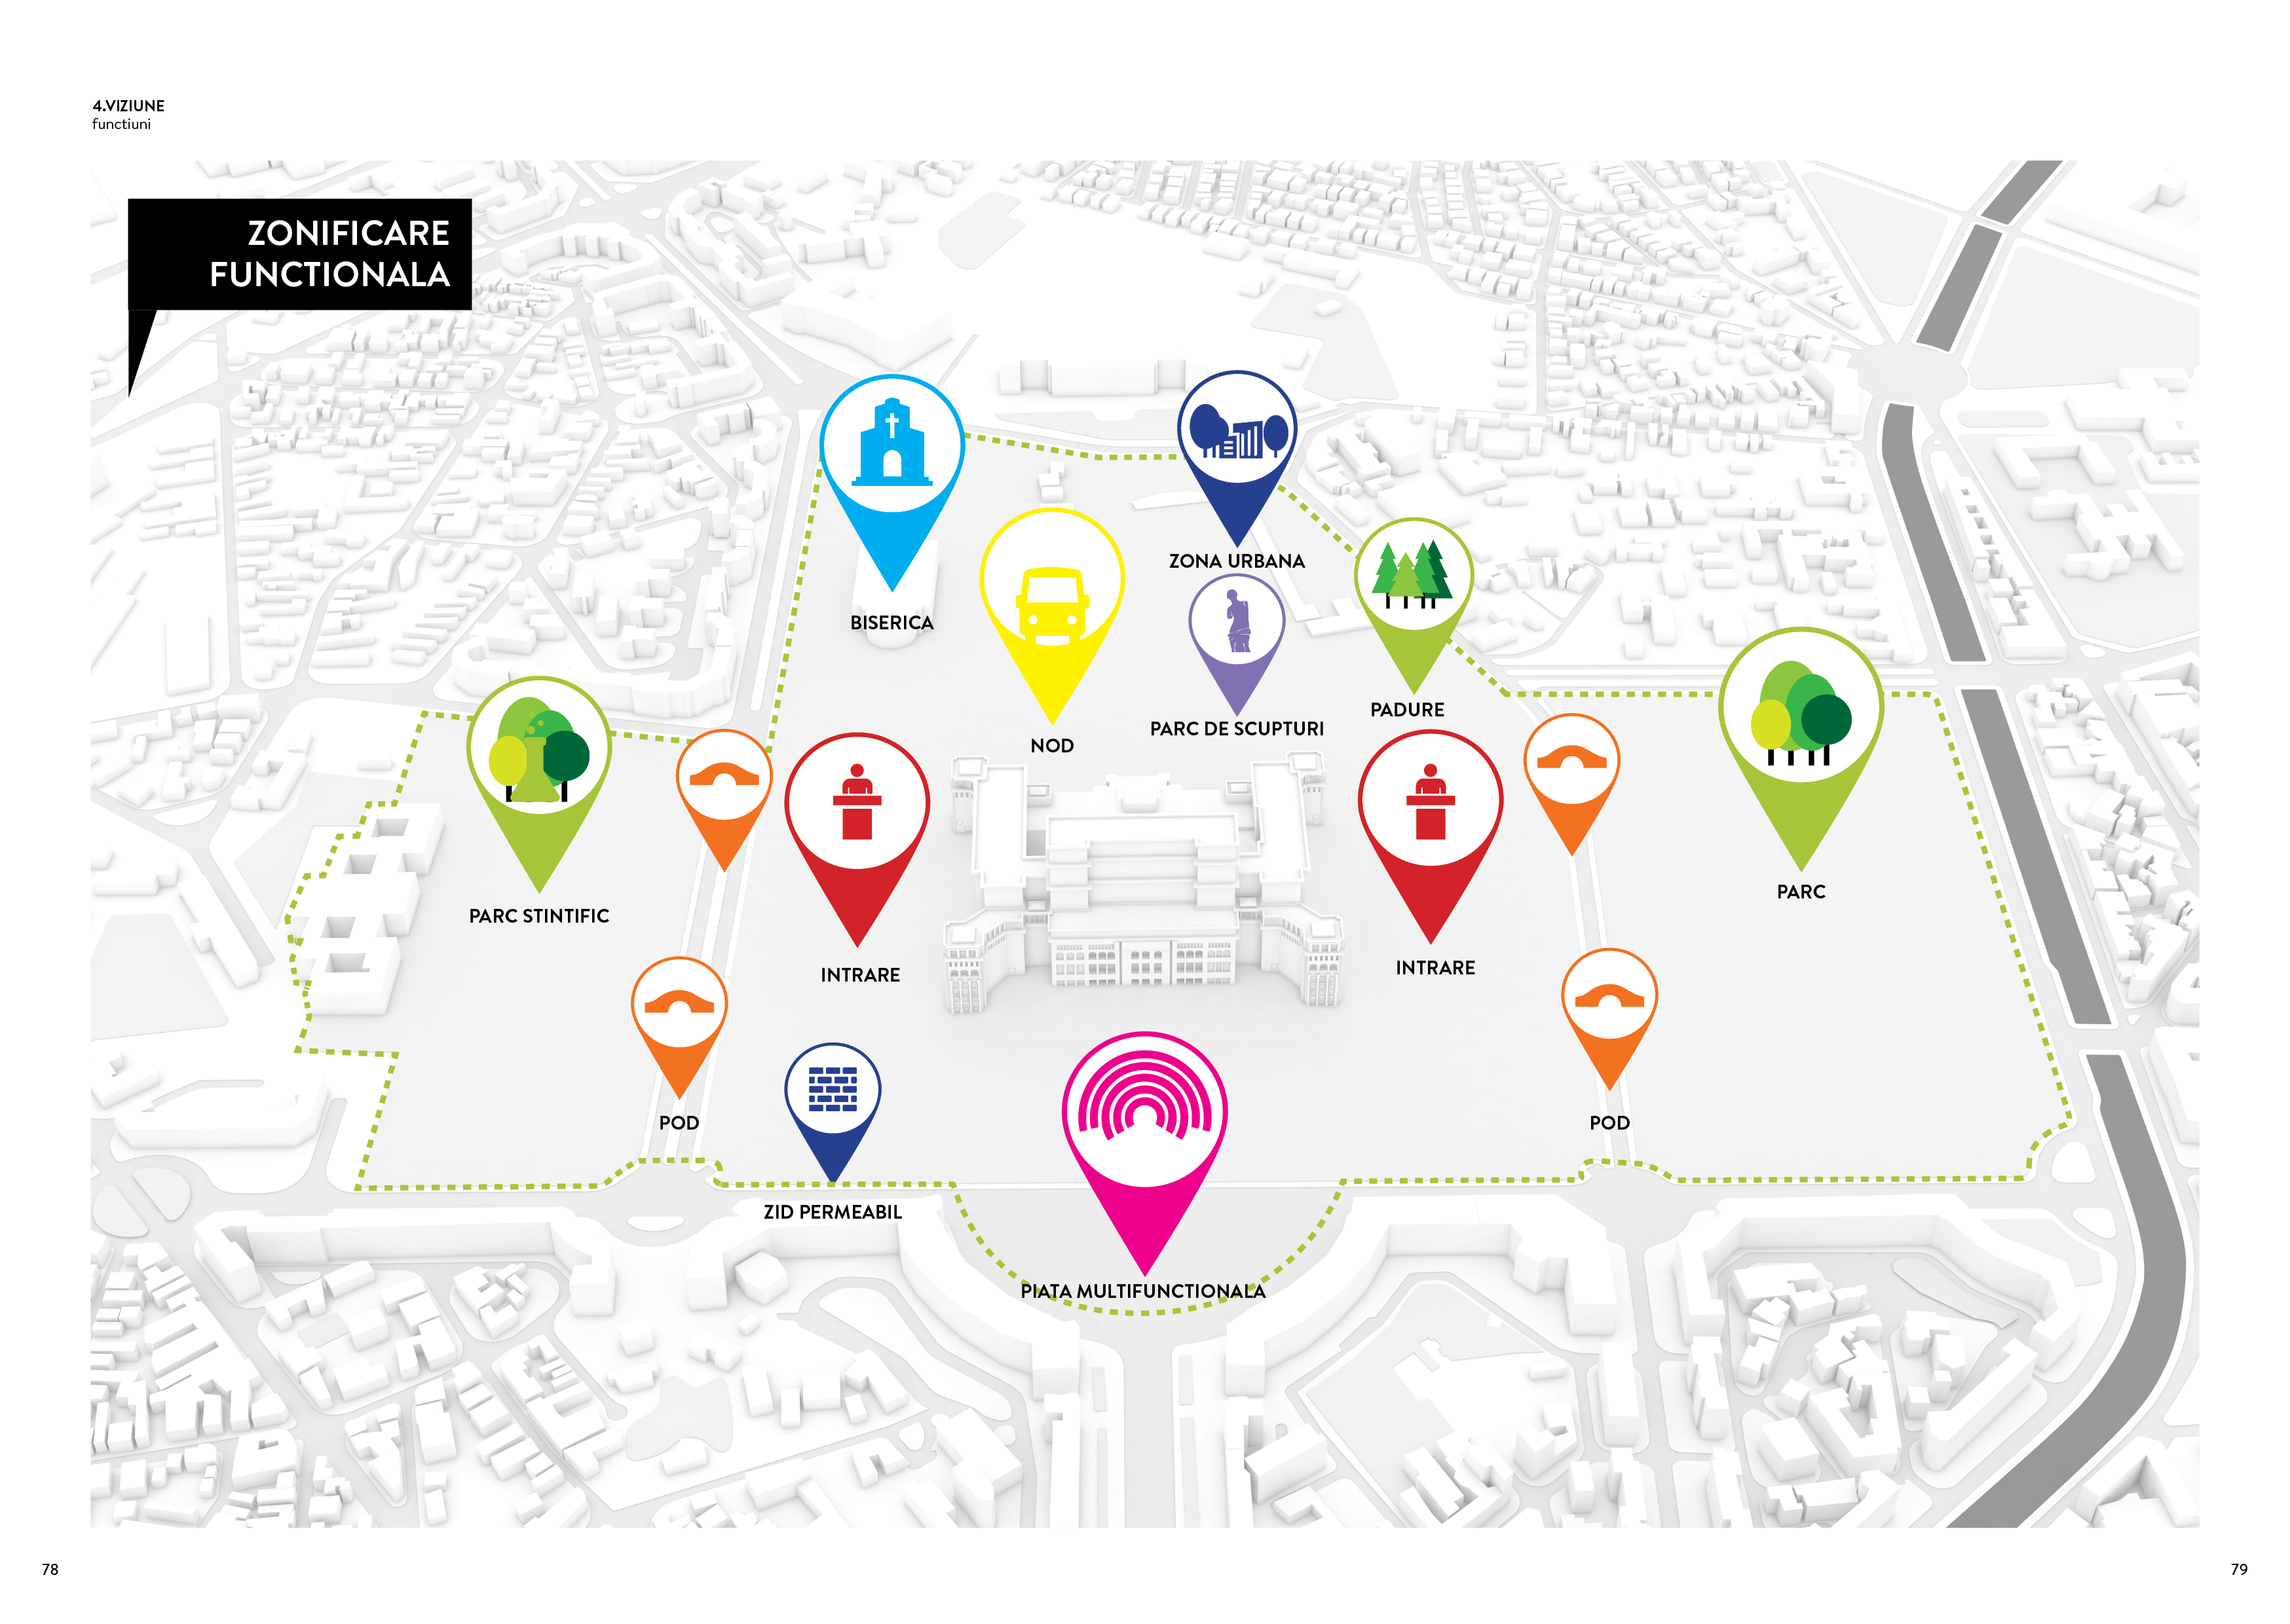 4.VIZIUNE
functiuni
ZONIFICARE
FUNCTIONALA
ZONA URBANA
BISERICA
PADURE
PARC DE SCUPTURI
NOD
PARC
PARC STINTIFIC
INTRARE
INTRARE
POD
POD
ZID PERMEABIL
PIATA MULTIFUNCTIONALA
78
79